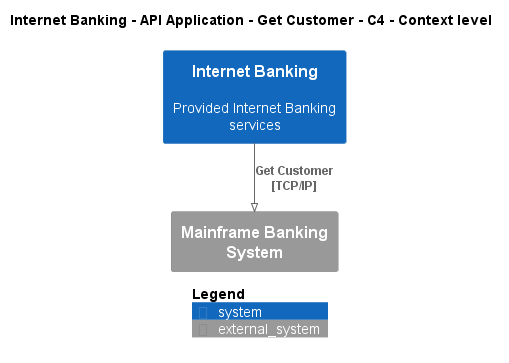 Internet Banking - API Application - Get Customer - C4 - Context level
Internet Banking
Provided Internet Banking
services
Get Customer
[TCP/IP]
Mainframe Banking
System
Legend
system
external_system